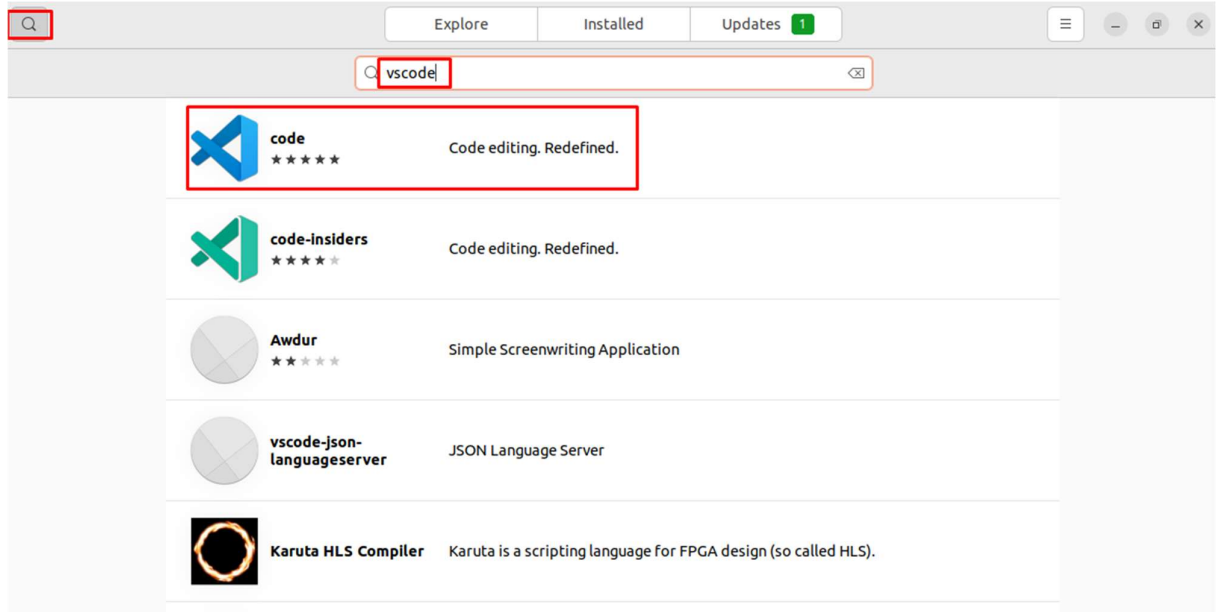 Explore Installed Updates 1
vscode
code
Code editing. Redefined.
code-insiders
Code editing. Redefined.
Awdur
Simple Screenwriting Application
vscode-json-
languageserver
JSON Language Server
Karuta HLS Compiler
Karuta is a scripting language for FPGA design (so called HLS).